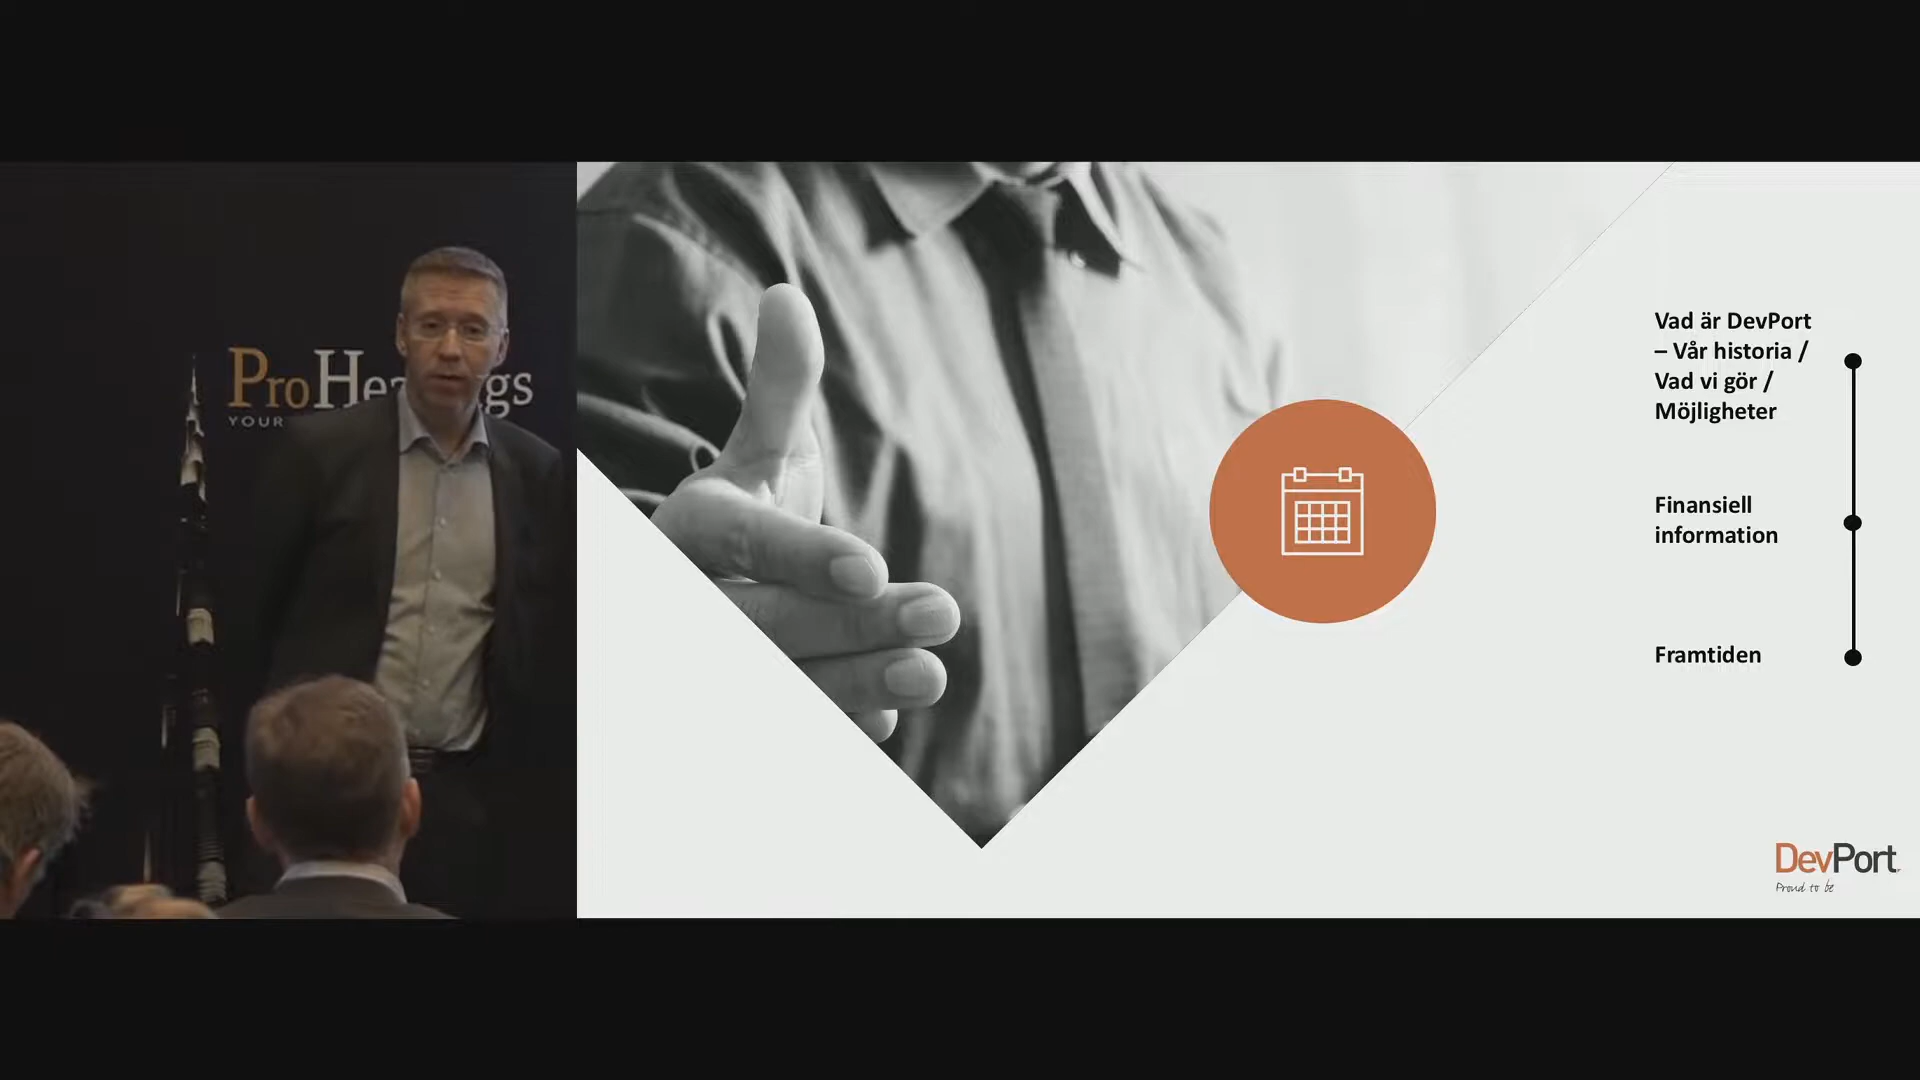 YOUR
Vad är DevPort
– Vår historia /
Vad vi gör /
Möjligheter
Finansiell
information
Framtiden
DevPort
Proud to be